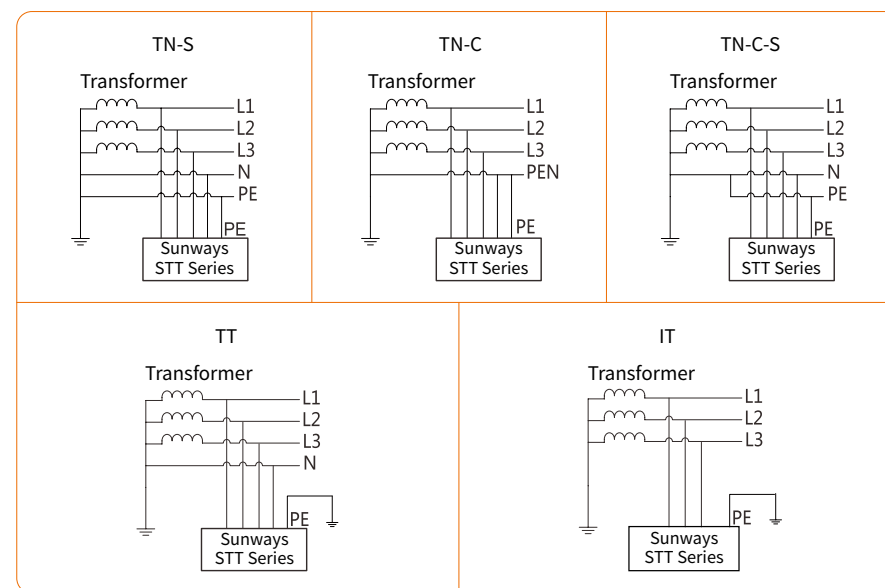 TN-S
Transformer
L1
L2
L3
N
PE
PE
Sunways
STT Series
TN-C
Transformer
L1
L2
L3
PEN
PE
Sunways
STT Series
TN-C-S
Transformer
L1
L2
L3
N
PE
PE
Sunways
STT Series
TT
Transformer
L1
L2
L3
N
PE
Sunways
STT Series
IT
Transformer
L1
L2
L3
PE
Sunways
STT Series